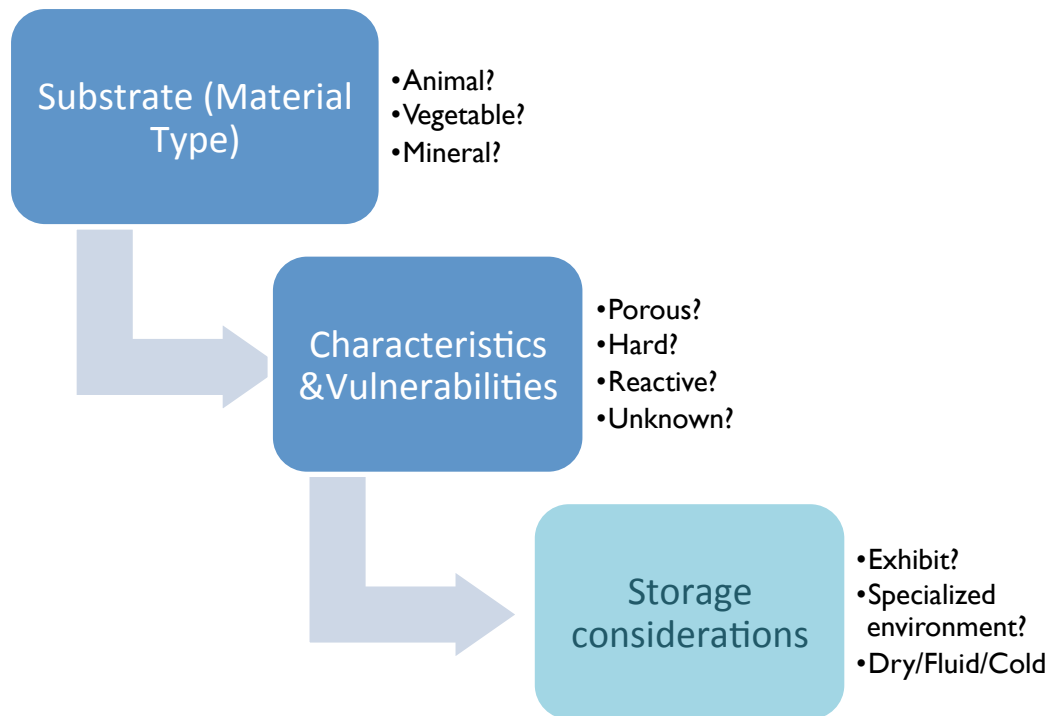 Substrate (Material
Type)
•Animal?
•Vegetable?
•Mineral?
Characteristics
&Vulnerabilities
•Porous?
•Hard?
•Reactive?
•Unknown?
Storage
considerations
•Exhibit?
•Specialized
environment?
•Dry/Fluid/Cold